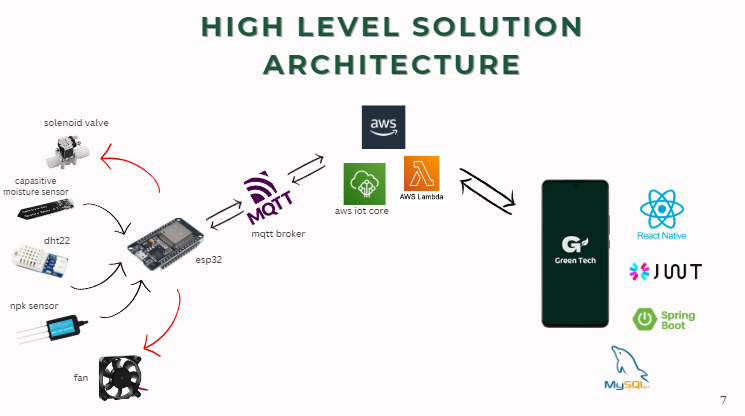 HIGH LEVEL SOLUTION
ARCHITECTURE
solenoid valve
capasitive
moisture sensor
dht22
npk sensor
fan
esp32
MQTT
mqtt broker
aws
aws iot core
AWS Lambda
G
Green Tech
React Native
JWT
Spring
Boot
MySQL
7